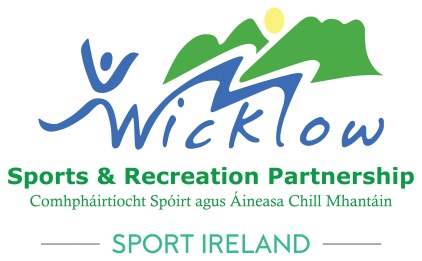 Wicklow
Sports & Recreation Partnership
Comhpháirtíocht Spóirt agus Áineasa Chill Mhantáin
SPORT IRELAND